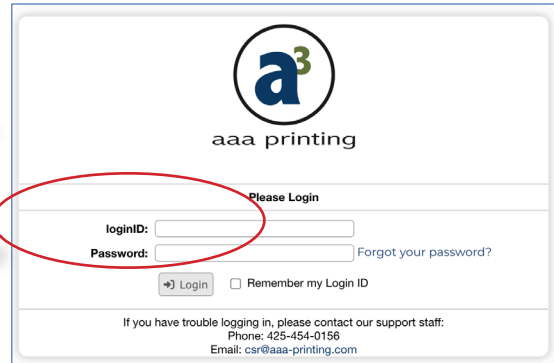 a3
aaa printing
Please Login
loginID:
Password: Forgot your password?
Login Remember my Login ID
If you have trouble logging in, please contact our support staff:
Phone: 425-454-0156
Email: csr@aaa-printing.com